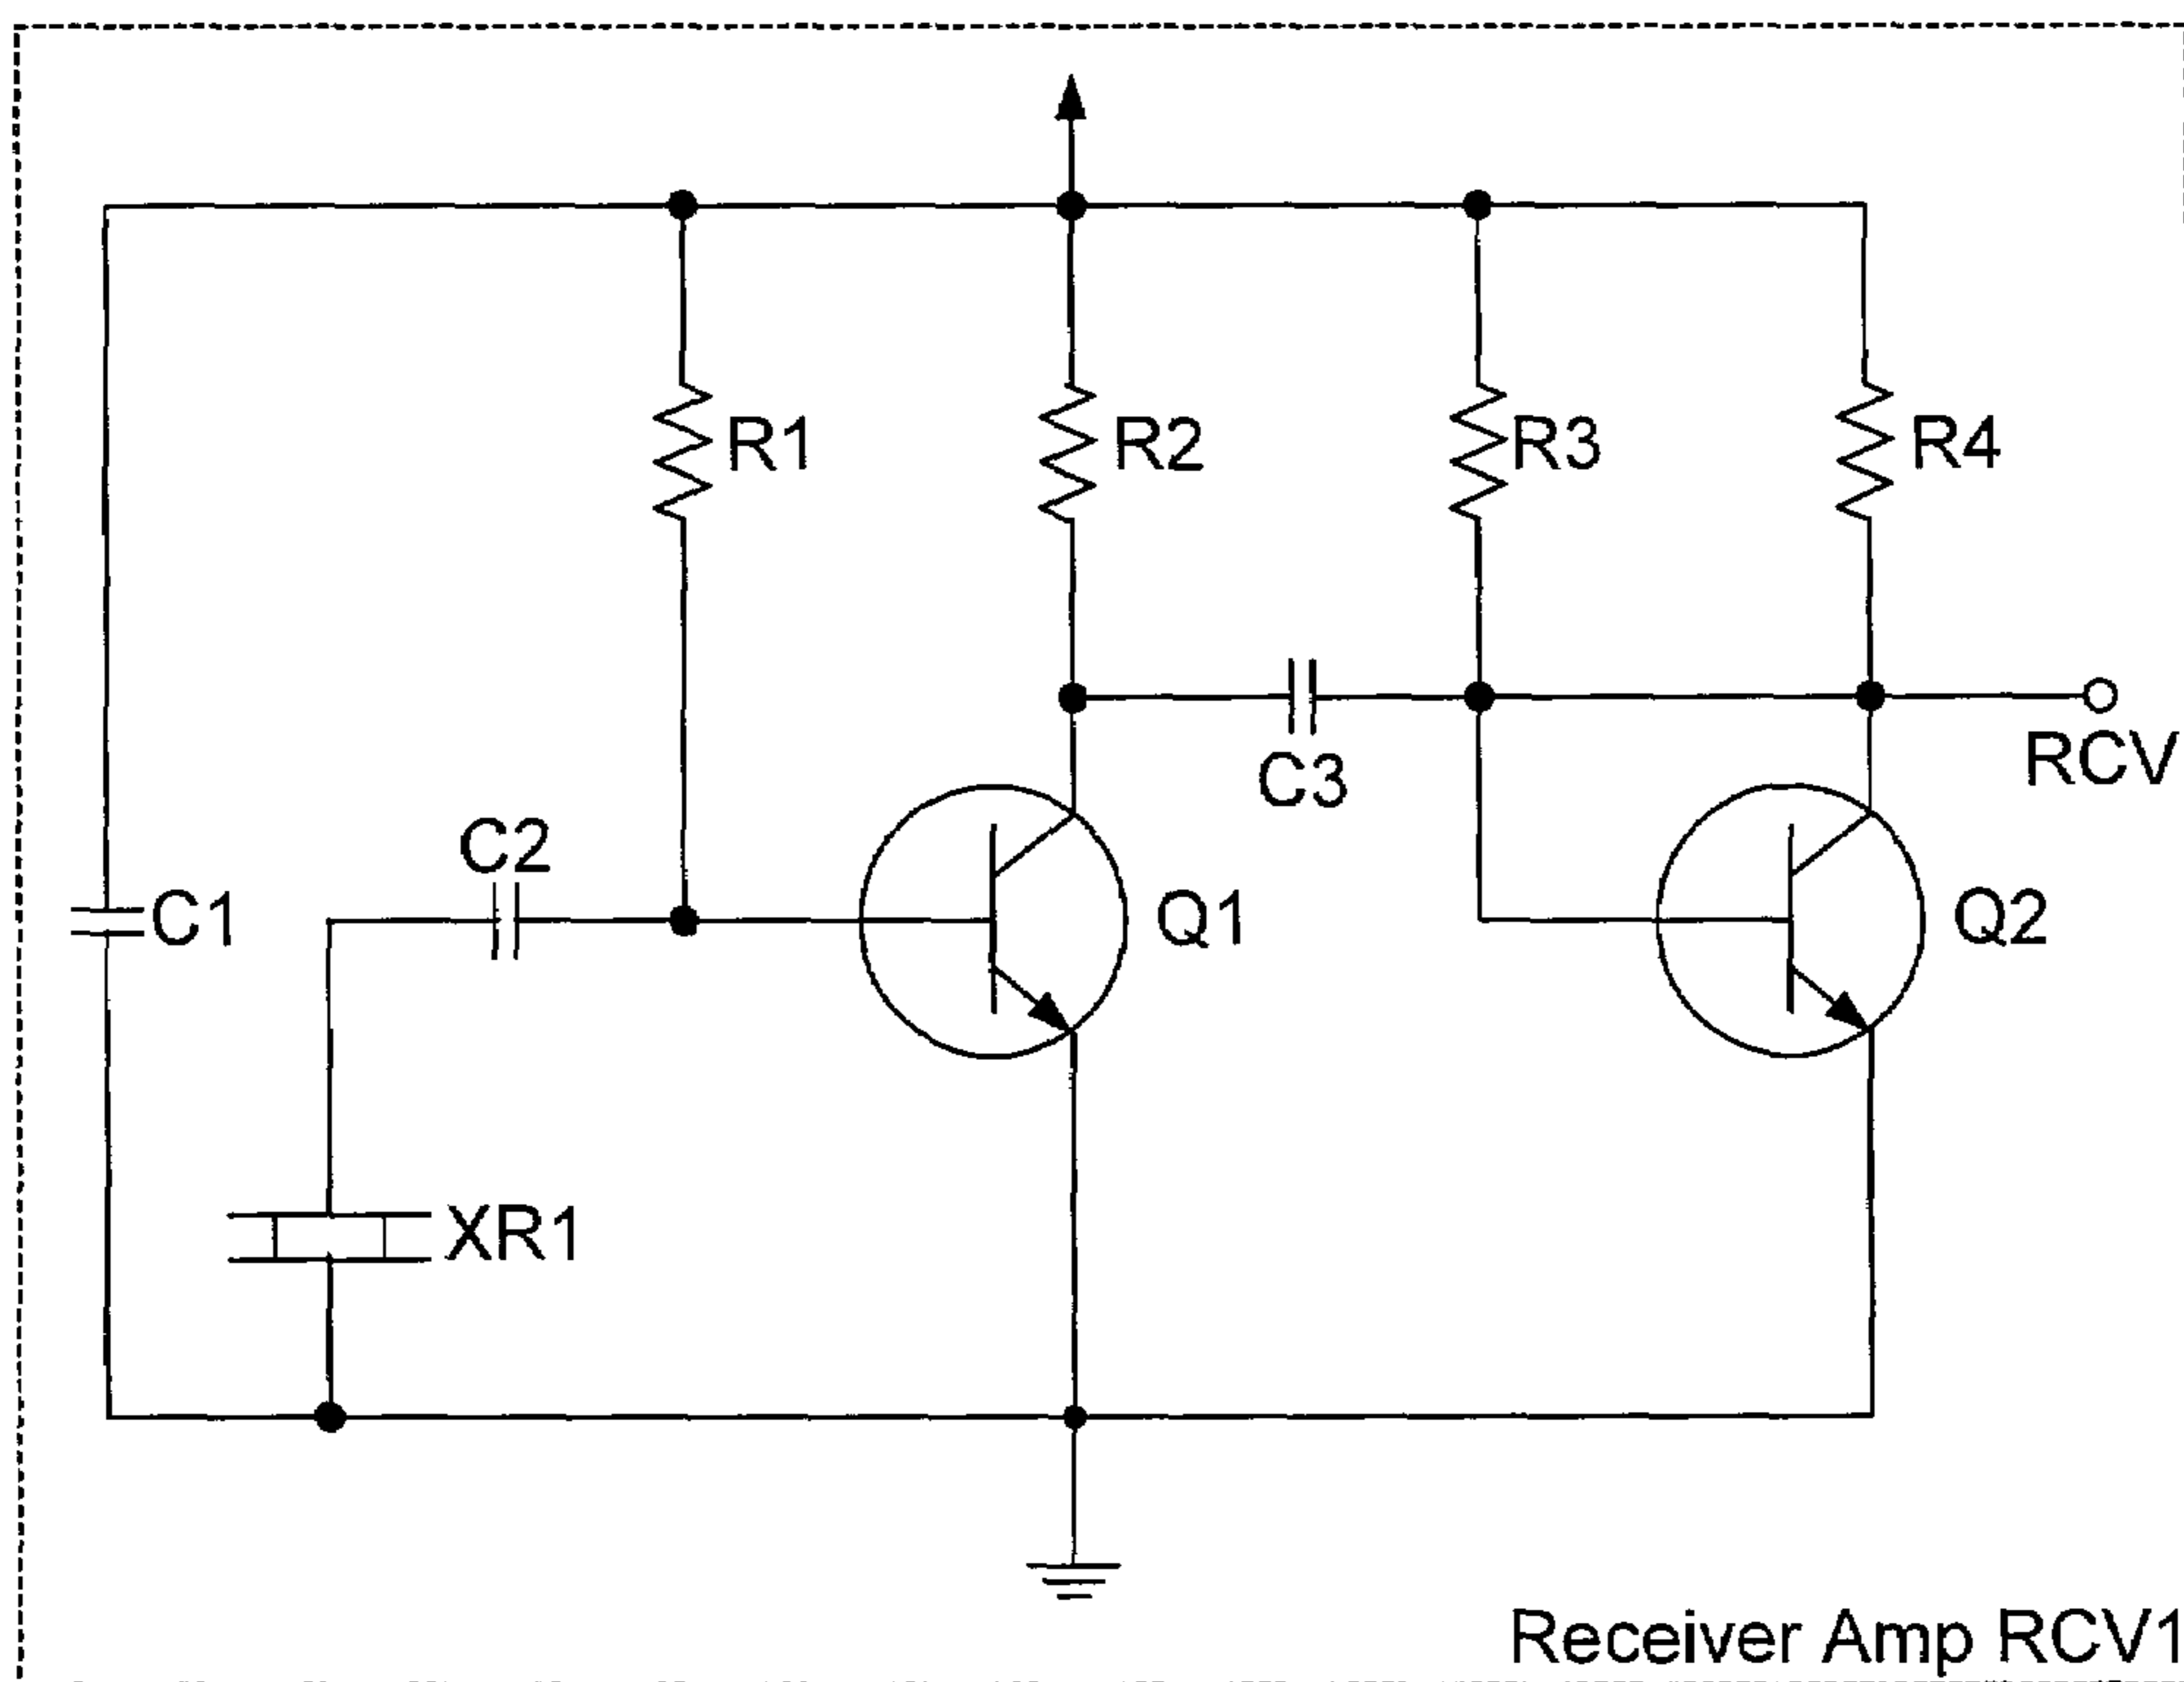 R1
R2
R3
R4
RCV
C3
C2
C1
Q1
Q2
XR1
Receiver Amp RCV1